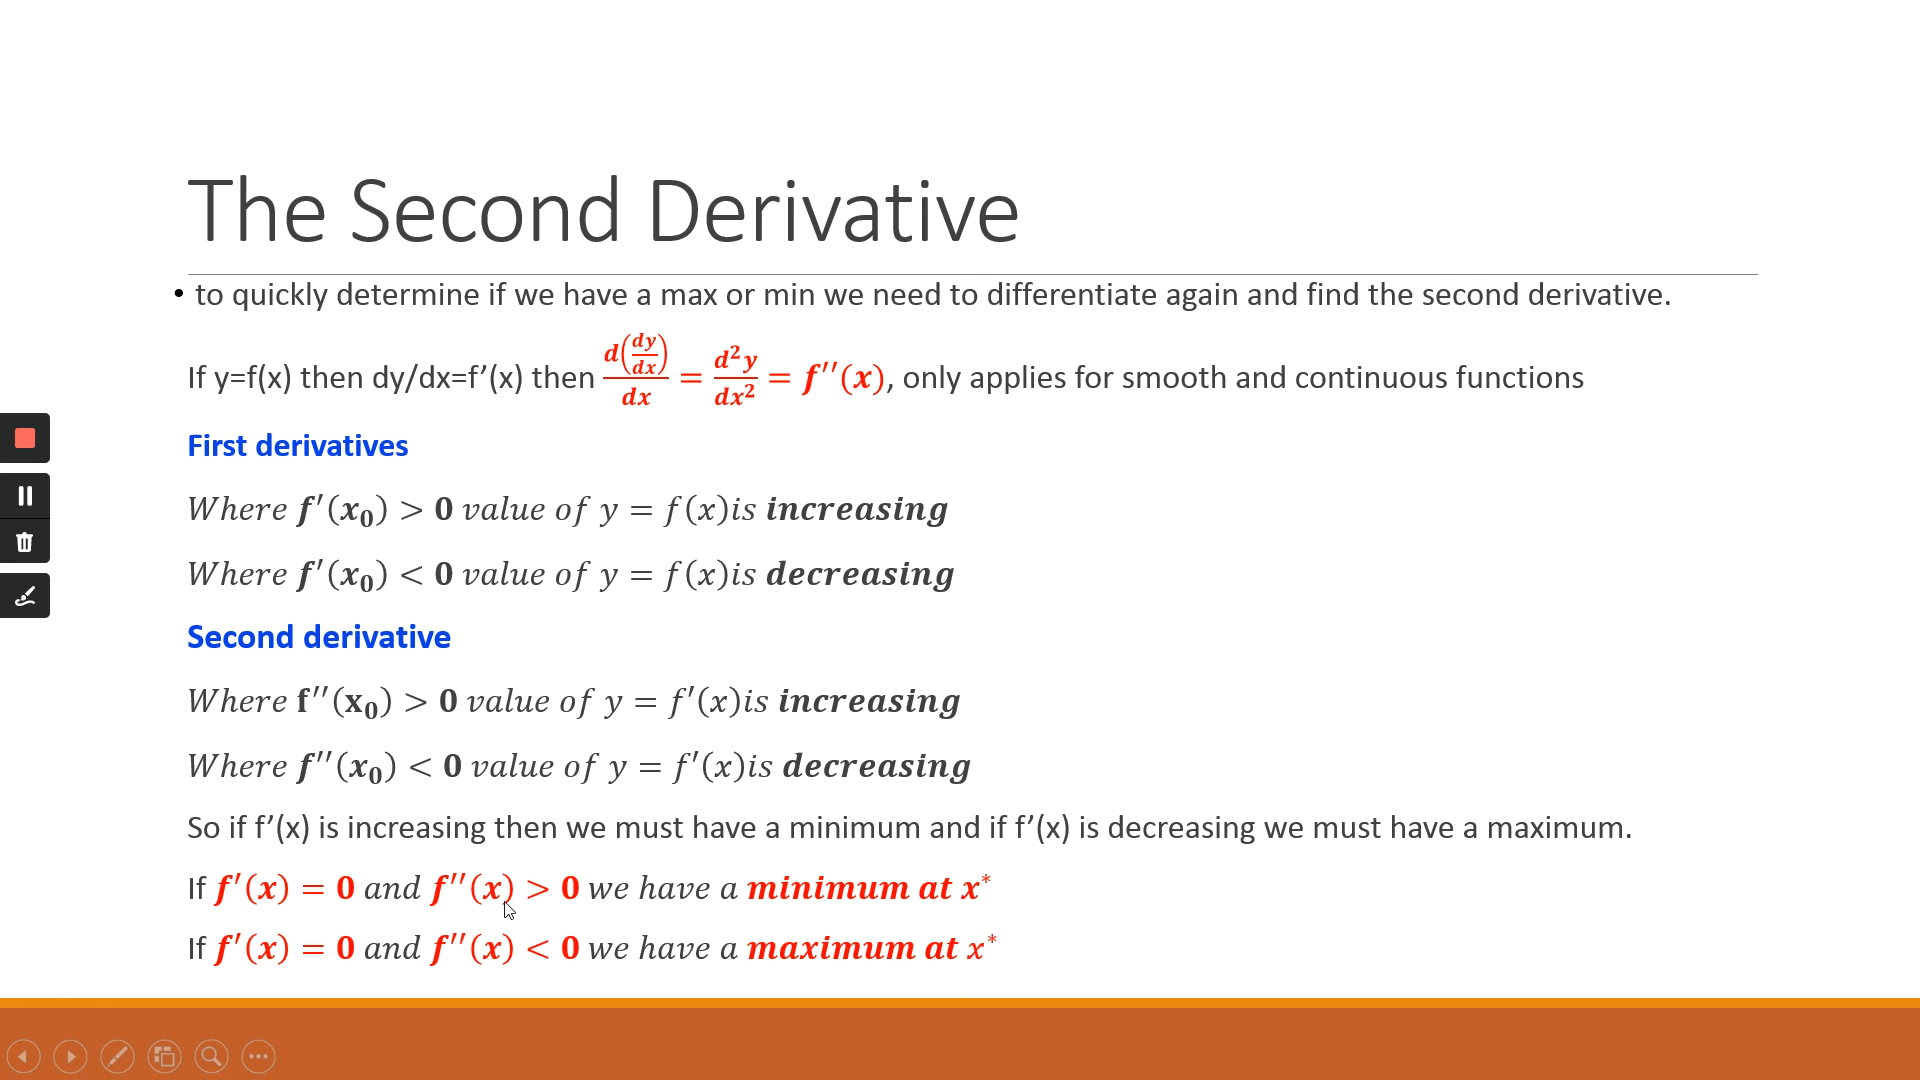 The Second Derivative
• to quickly determine if we have a max or min we need to differentiate again and find the second derivative.
If y=f(x) then dy/dx=f’(x) then d(dy/dx)/dx = d²y/dx² = f′′(x), only applies for smooth and continuous functions
First derivatives
Where f′(x₀) > 0 value of y = f(x)is increasing
Where f′(x₀) < 0 value of y = f(x)is decreasing
Second derivative
Where f′′(x₀) > 0 value of y = f′(x)is increasing
Where f′′(x₀) < 0 value of y = f′(x)is decreasing
So if f’(x) is increasing then we must have a minimum and if f’(x) is decreasing we must have a maximum.
If f′(x) = 0 and f′′(x) > 0 we have a minimum at x*
If f′(x) = 0 and f′′(x) < 0 we have a maximum at x*